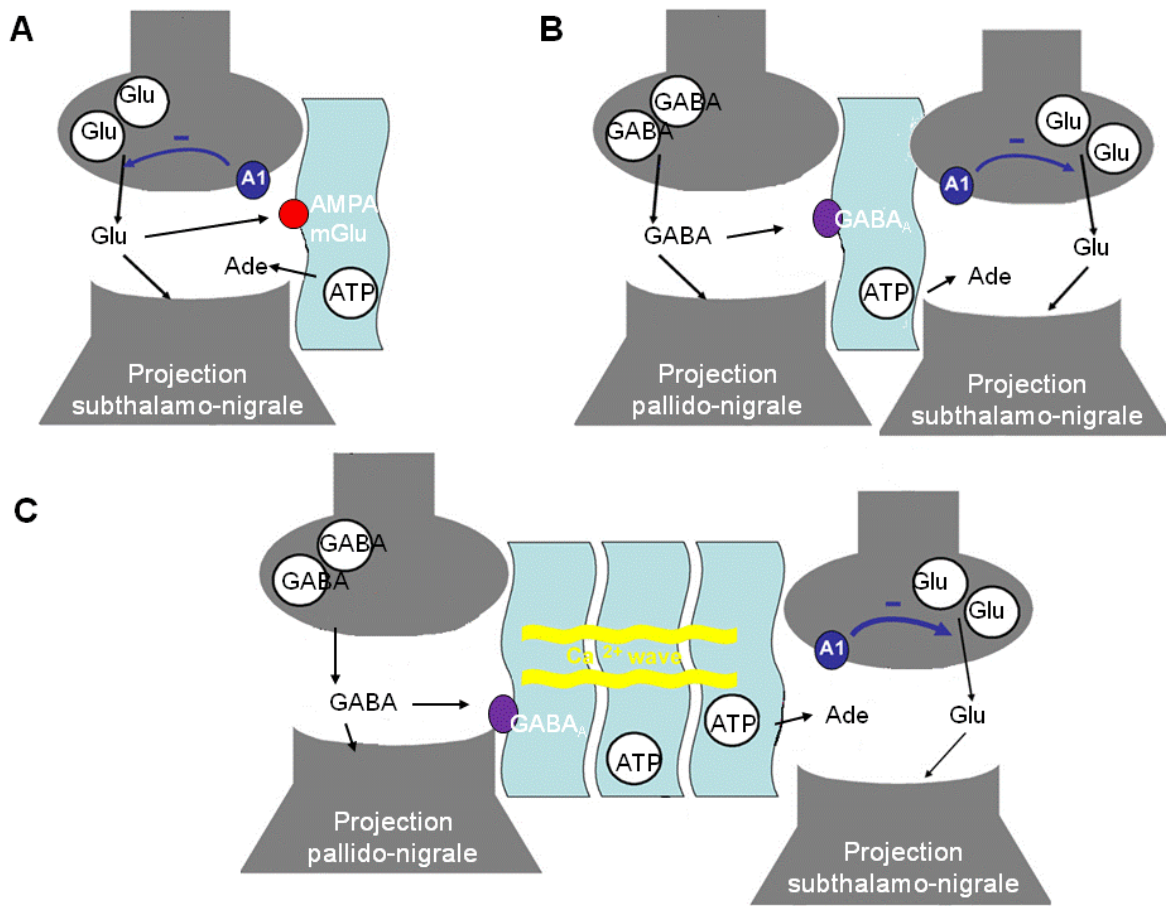 A
Glu
Glu
–
A1
AMPA
mGlu
Glu
Ade
ATP
Projection
subthalamo-nigrale
B
GABA
GABA
GABA
GABAA
ATP
Projection
pallido-nigrale
Glu
Glu
–
A1
Glu
Ade
Projection
subthalamo-nigrale
C
GABA
GABA
GABA
GABAA
Ca 2+ wave
ATP
ATP
Projection
pallido-nigrale
Glu
Glu
–
A1
Ade
Glu
Projection
subthalamo-nigrale